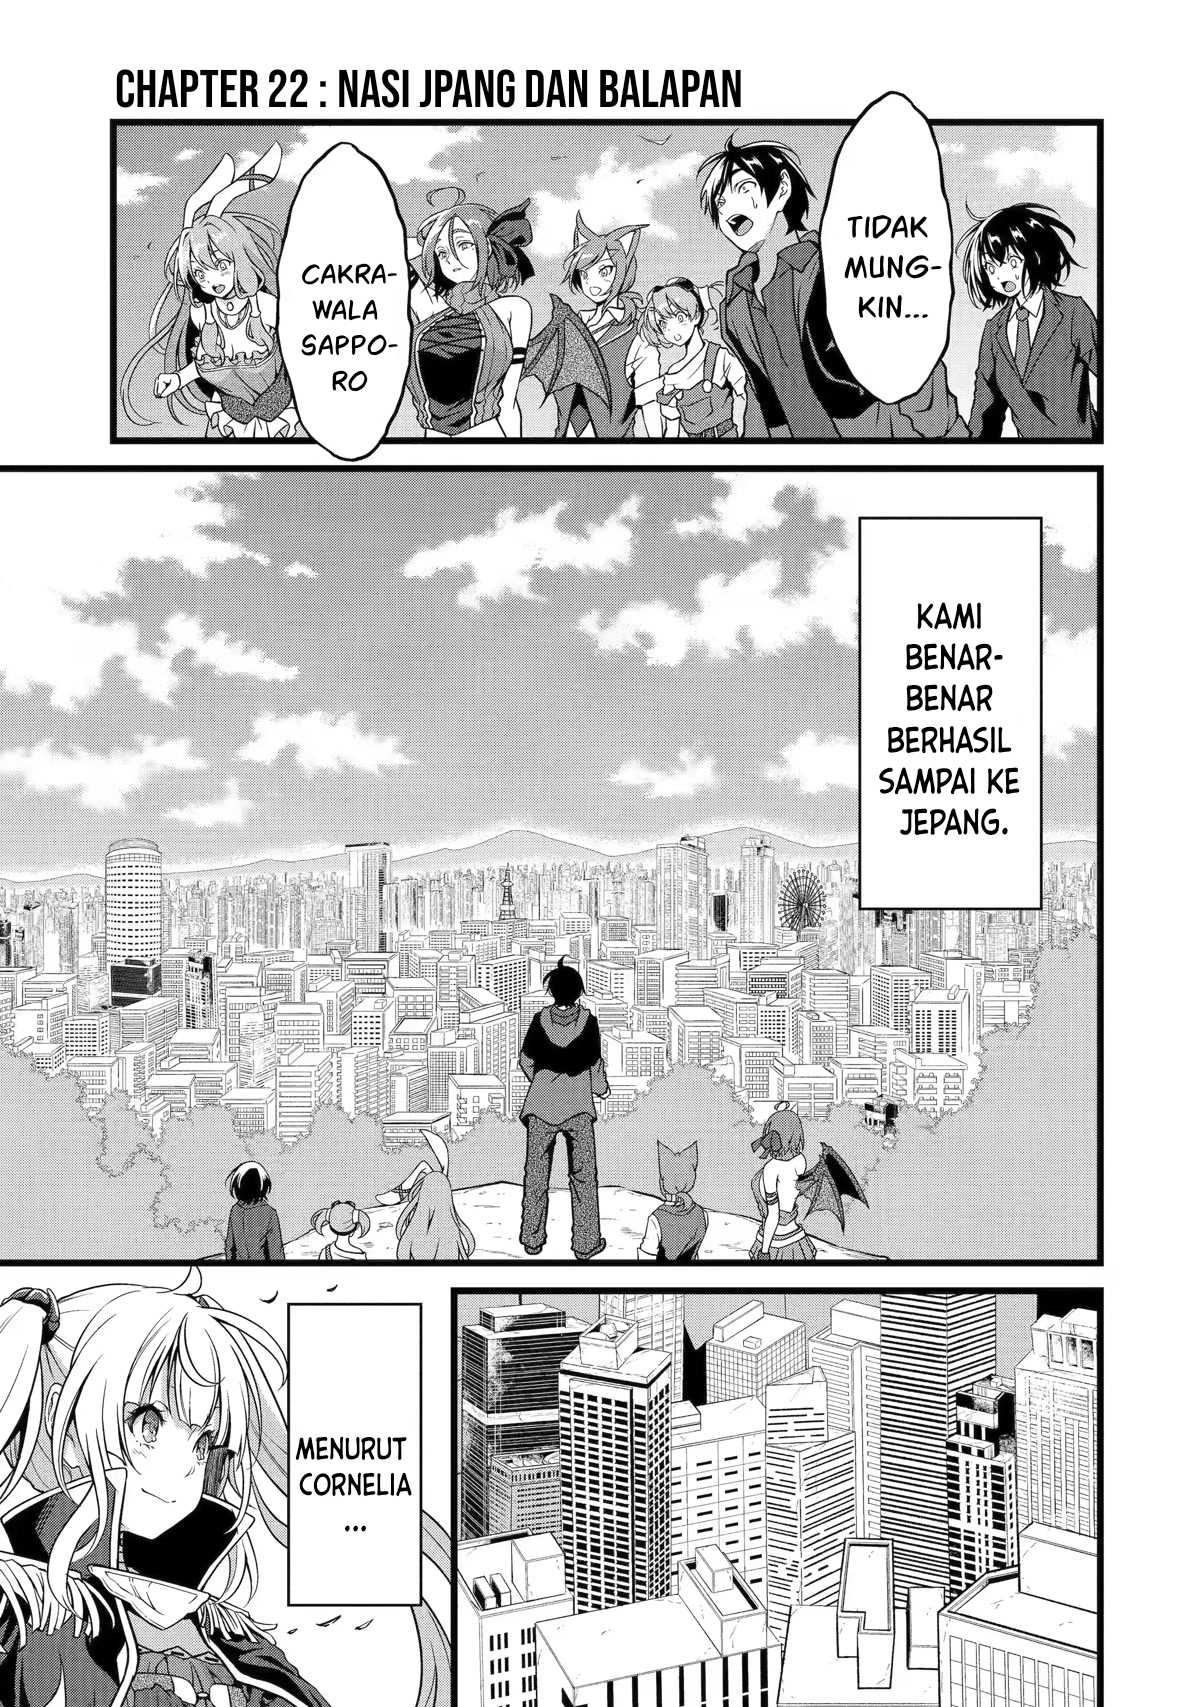 CHAPTER 22 : NASI JPANG DAN BALAPAN
TIDAK
MUNG-
KIN...
CAKRA-
WALA
SAPPO-
RO
KAMI
BENAR-
BENAR
BERHASIL
SAMPAI KE
JEPANG.
MENURUT
CORNELIA
...